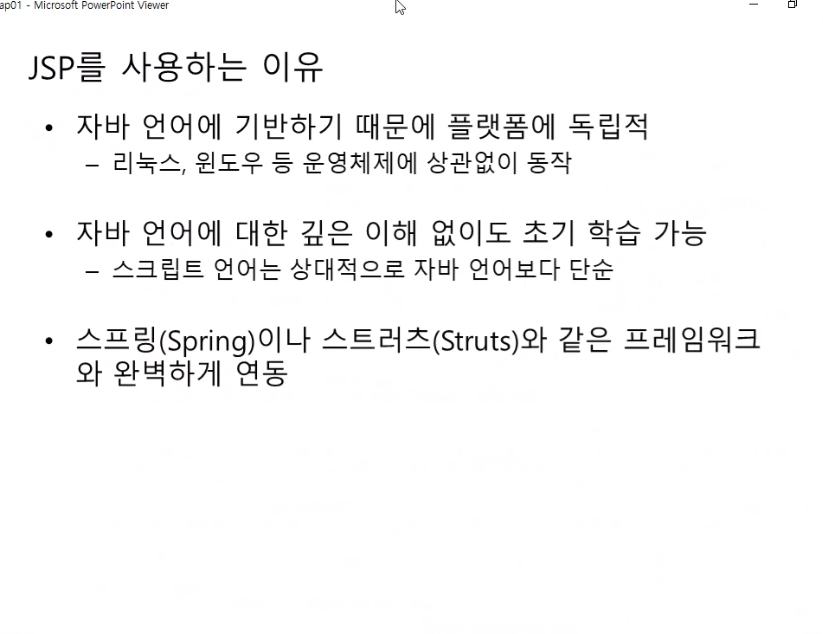 ap01 - Microsoft PowerPoint Viewer
JSP를 사용하는 이유
• 자바 언어에 기반하기 때문에 플랫폼에 독립적
– 리눅스, 윈도우 등 운영체제에 상관없이 동작
• 자바 언어에 대한 깊은 이해 없이도 초기 학습 가능
– 스크립트 언어는 상대적으로 자바 언어보다 단순
• 스프링(Spring)이나 스트러츠(Struts)와 같은 프레임워크
와 완벽하게 연동